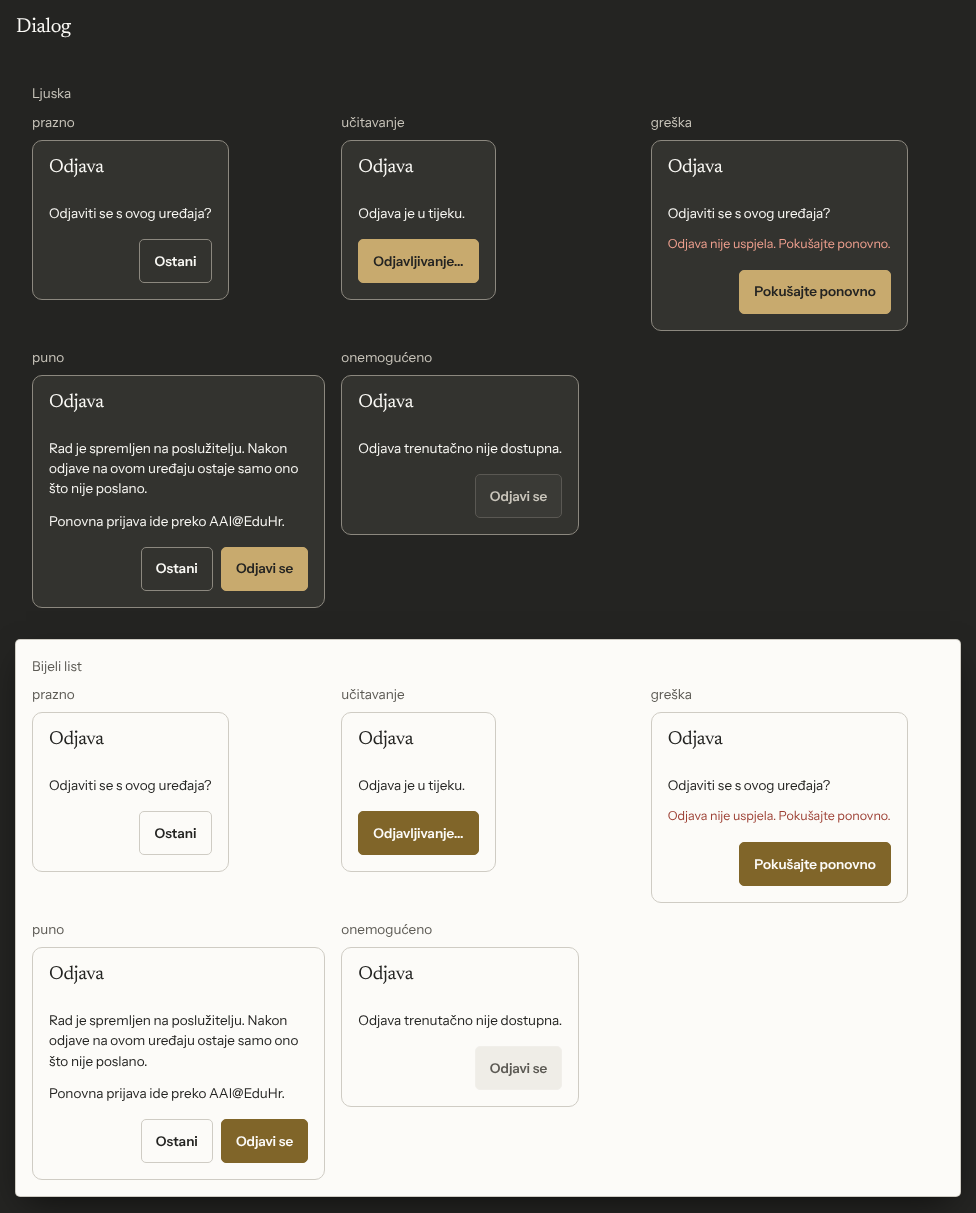 Dialog
Ljuska
prazno
Odjava
Odjaviti se s ovog uređaja?
Ostani
učitavanje
Odjava
Odjava je u tijeku.
Odjavljivanje…
greška
Odjava
Odjaviti se s ovog uređaja?
Odjava nije uspjela. Pokušajte ponovno.
Pokušajte ponovno
puno
Odjava
Rad je spremljen na poslužitelju. Nakon
odjave na ovom uređaju ostaje samo ono
što nije poslano.
Ponovna prijava ide preko AAI@EduHr.
Ostani
Odjavi se
onemogućeno
Odjava
Odjava trenutačno nije dostupna.
Odjavi se
Bijeli list
prazno
Odjava
Odjaviti se s ovog uređaja?
Ostani
učitavanje
Odjava
Odjava je u tijeku.
Odjavljivanje…
greška
Odjava
Odjaviti se s ovog uređaja?
Odjava nije uspjela. Pokušajte ponovno.
Pokušajte ponovno
puno
Odjava
Rad je spremljen na poslužitelju. Nakon
odjave na ovom uređaju ostaje samo ono
što nije poslano.
Ponovna prijava ide preko AAI@EduHr.
Ostani
Odjavi se
onemogućeno
Odjava
Odjava trenutačno nije dostupna.
Odjavi se